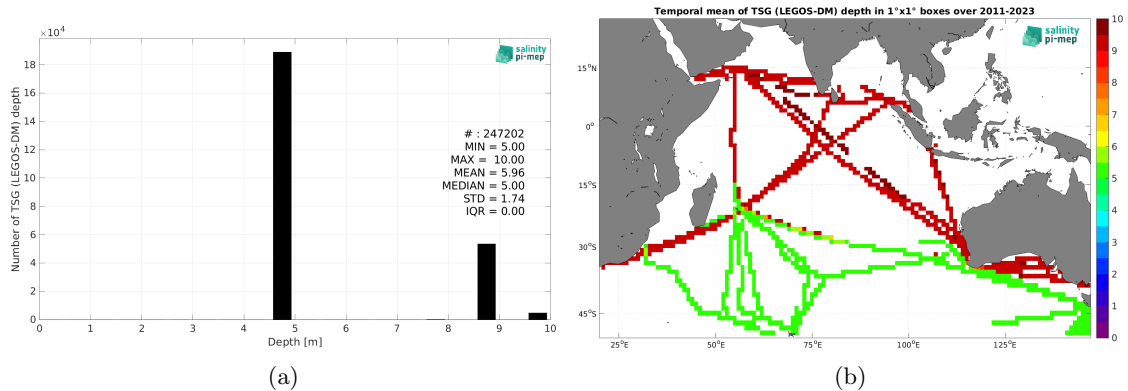 ×10⁴
18
16
14
12
10
8
6
4
2
0
Number of TSG (LEGOS-DM) depth
0 1 2 3 4 5 6 7 8 9 10
Depth [m]
salinity
pi-mep
# : 247202
MIN = 5.00
MAX = 10.00
MEAN = 5.96
MEDIAN = 5.00
STD = 1.74
IQR = 0.00
(a)
Temporal mean of TSG (LEGOS-DM) depth in 1°x1° boxes over 2011-2023
salinity
pi-mep
15°N
0°
15°S
30°S
45°S
25°E 50°E 75°E 100°E 125°E
10
9
8
7
6
5
4
3
2
1
0
(b)